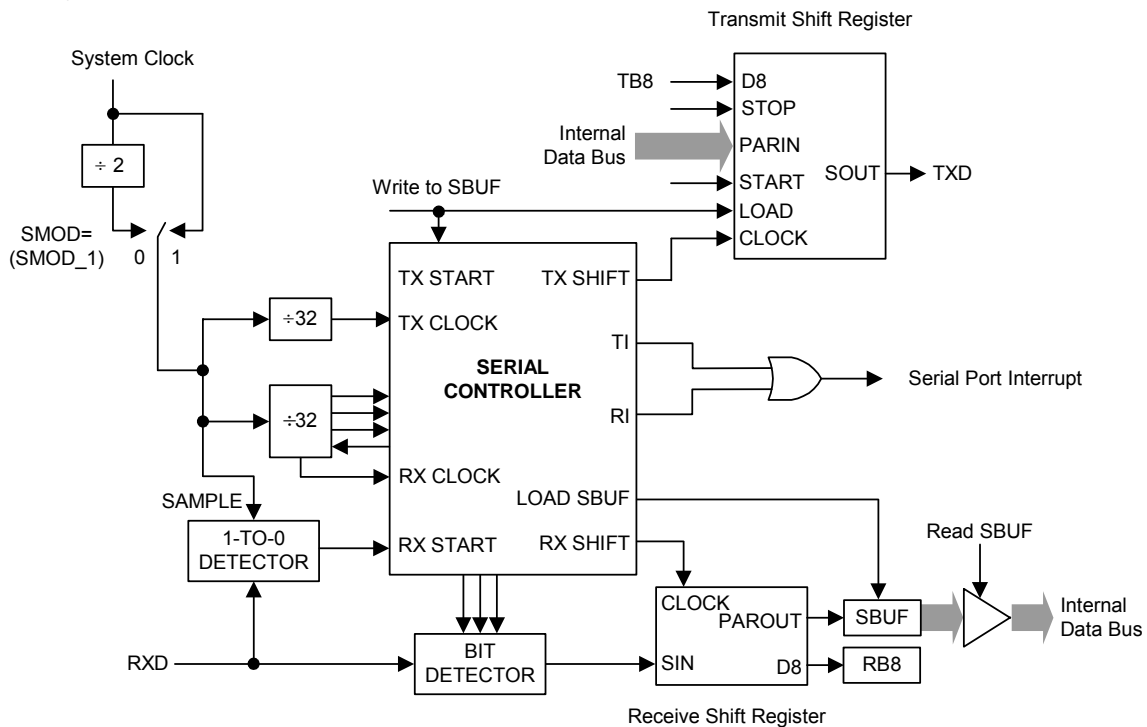 Transmit Shift Register
System Clock
÷ 2
SMOD=
(SMOD_1)
0
1
TB8
Internal
Data Bus
D8
STOP
PARIN
START
LOAD
CLOCK
SOUT
TXD
Write to SBUF
TX START
TX CLOCK
SERIAL
CONTROLLER
RX CLOCK
RX START
TX SHIFT
TI
RI
LOAD SBUF
RX SHIFT
÷32
÷32
Serial Port Interrupt
SAMPLE
1-TO-0
DETECTOR
RXD
BIT
DETECTOR
CLOCK
PAROUT
SIN
D8
SBUF
RB8
Read SBUF
Internal
Data Bus
Receive Shift Register